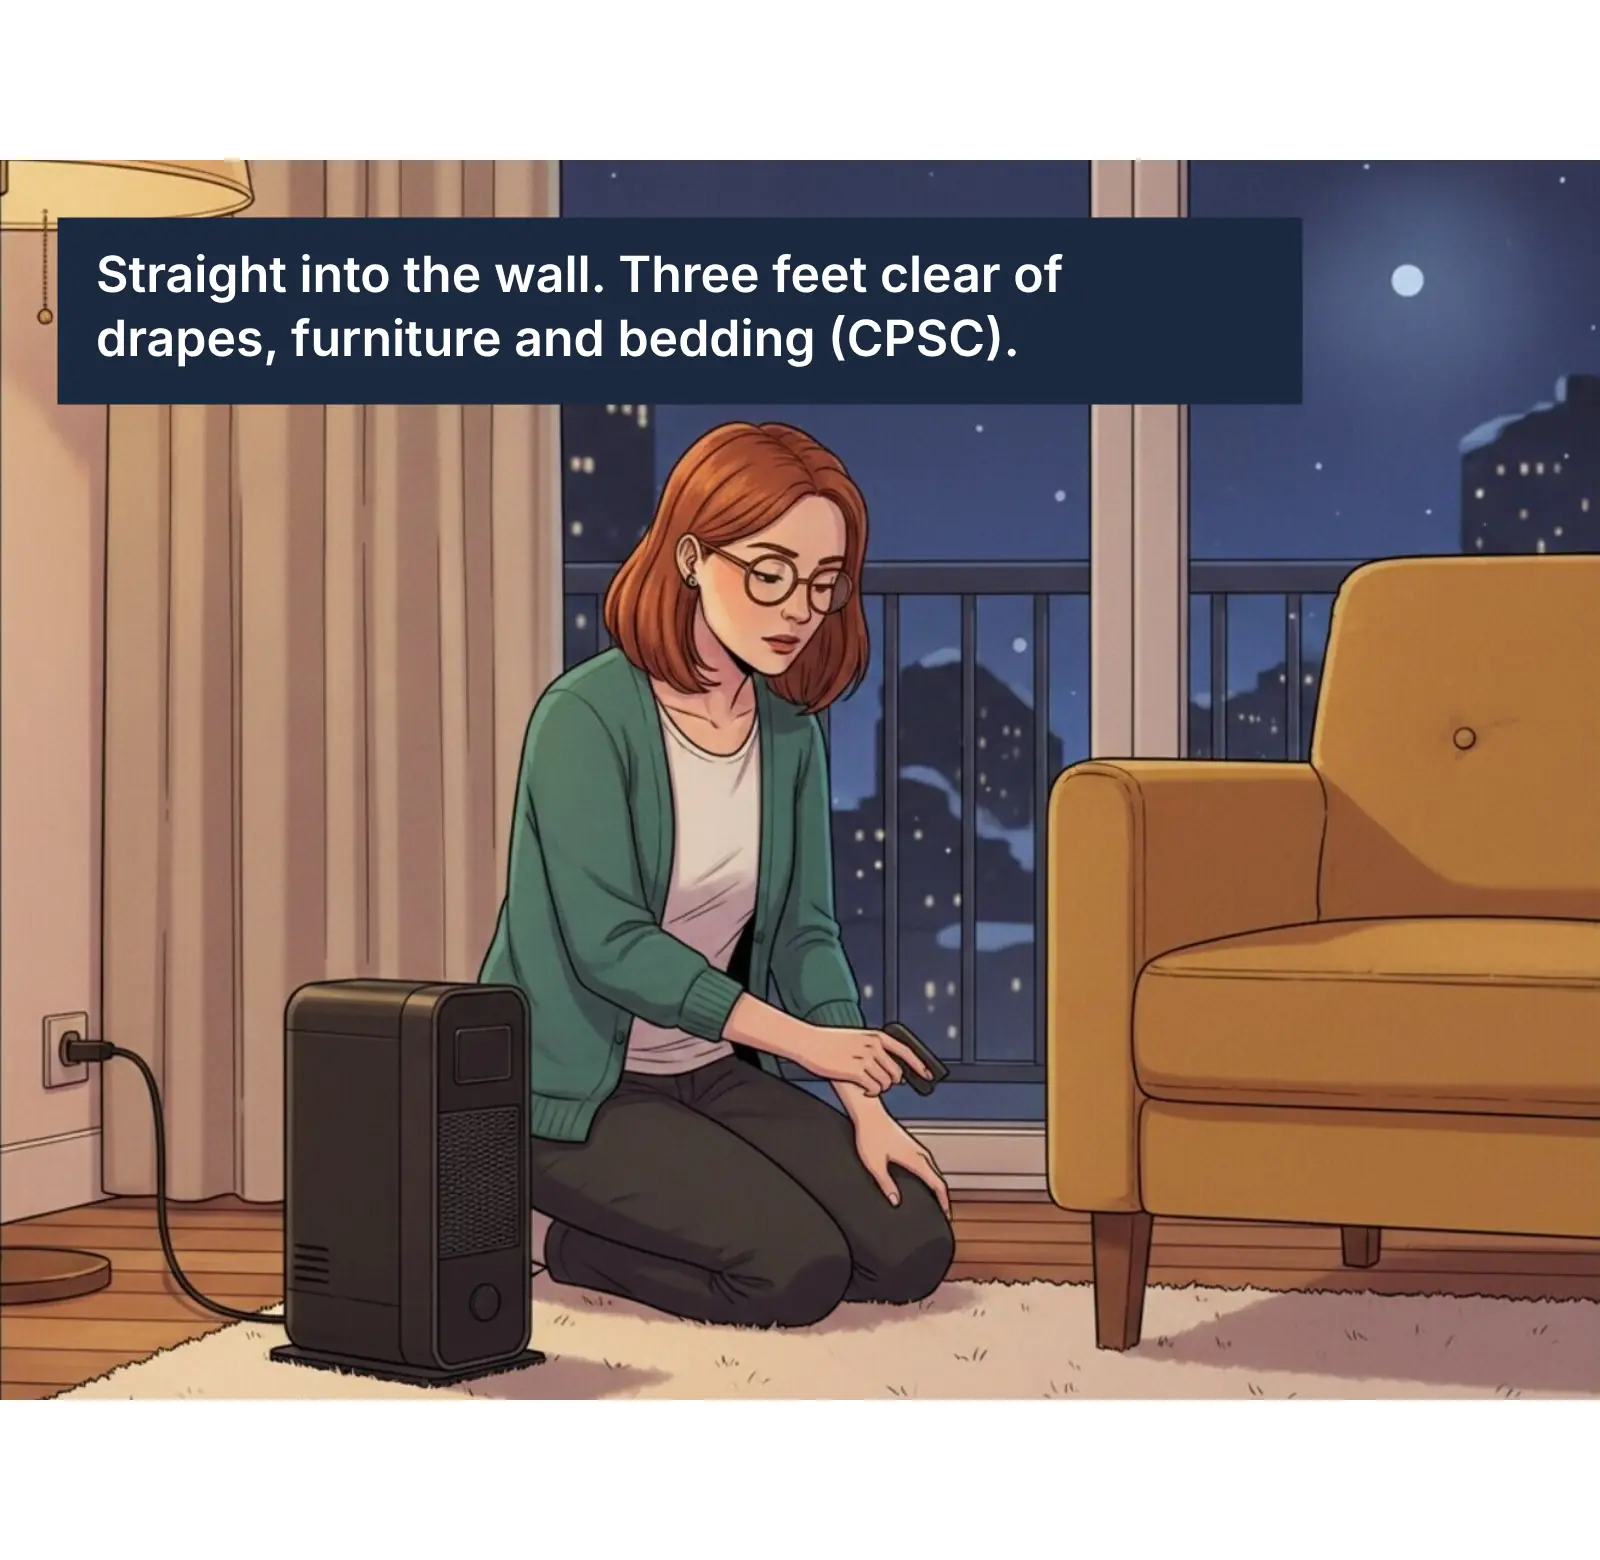 Straight into the wall. Three feet clear of
drapes, furniture and bedding (CPSC).